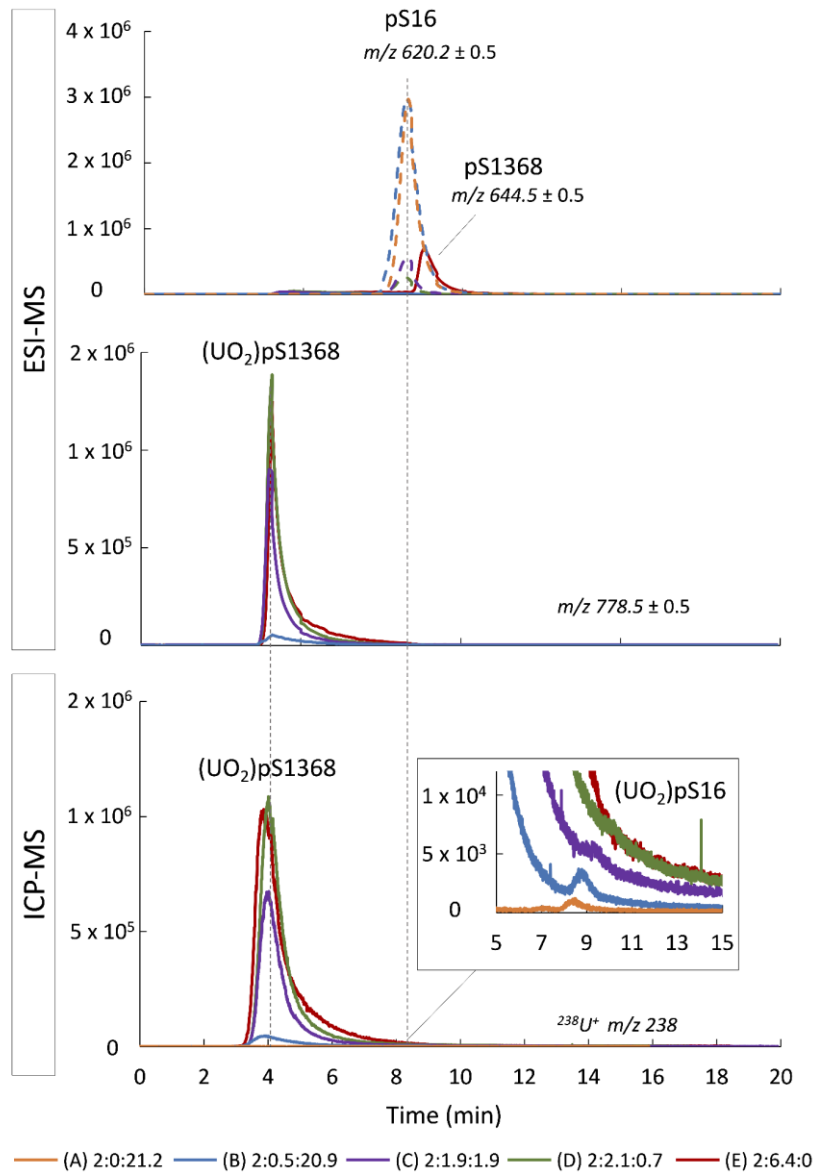 ESI-MS
pS16
m/z 620.2 ± 0.5
pS1368
m/z 644.5 ± 0.5
4 x 10⁶
3 x 10⁶
2 x 10⁶
1 x 10⁶
0
(UO₂)pS1368
m/z 778.5 ± 0.5
2 x 10⁶
1 x 10⁶
5 x 10⁵
0
ICP-MS
(UO₂)pS1368
2 x 10⁶
1 x 10⁶
5 x 10⁵
0
(UO₂)pS16
1 x 10⁴
5 x 10³
0
5 7 9 11 13 15
²³⁸U⁺ m/z 238
0 2 4 6 8 10 12 14 16 18 20
Time (min)
(A) 2:0:21.2 (B) 2:0.5:20.9 (C) 2:1.9:1.9 (D) 2:2.1:0.7 (E) 2:6.4:0